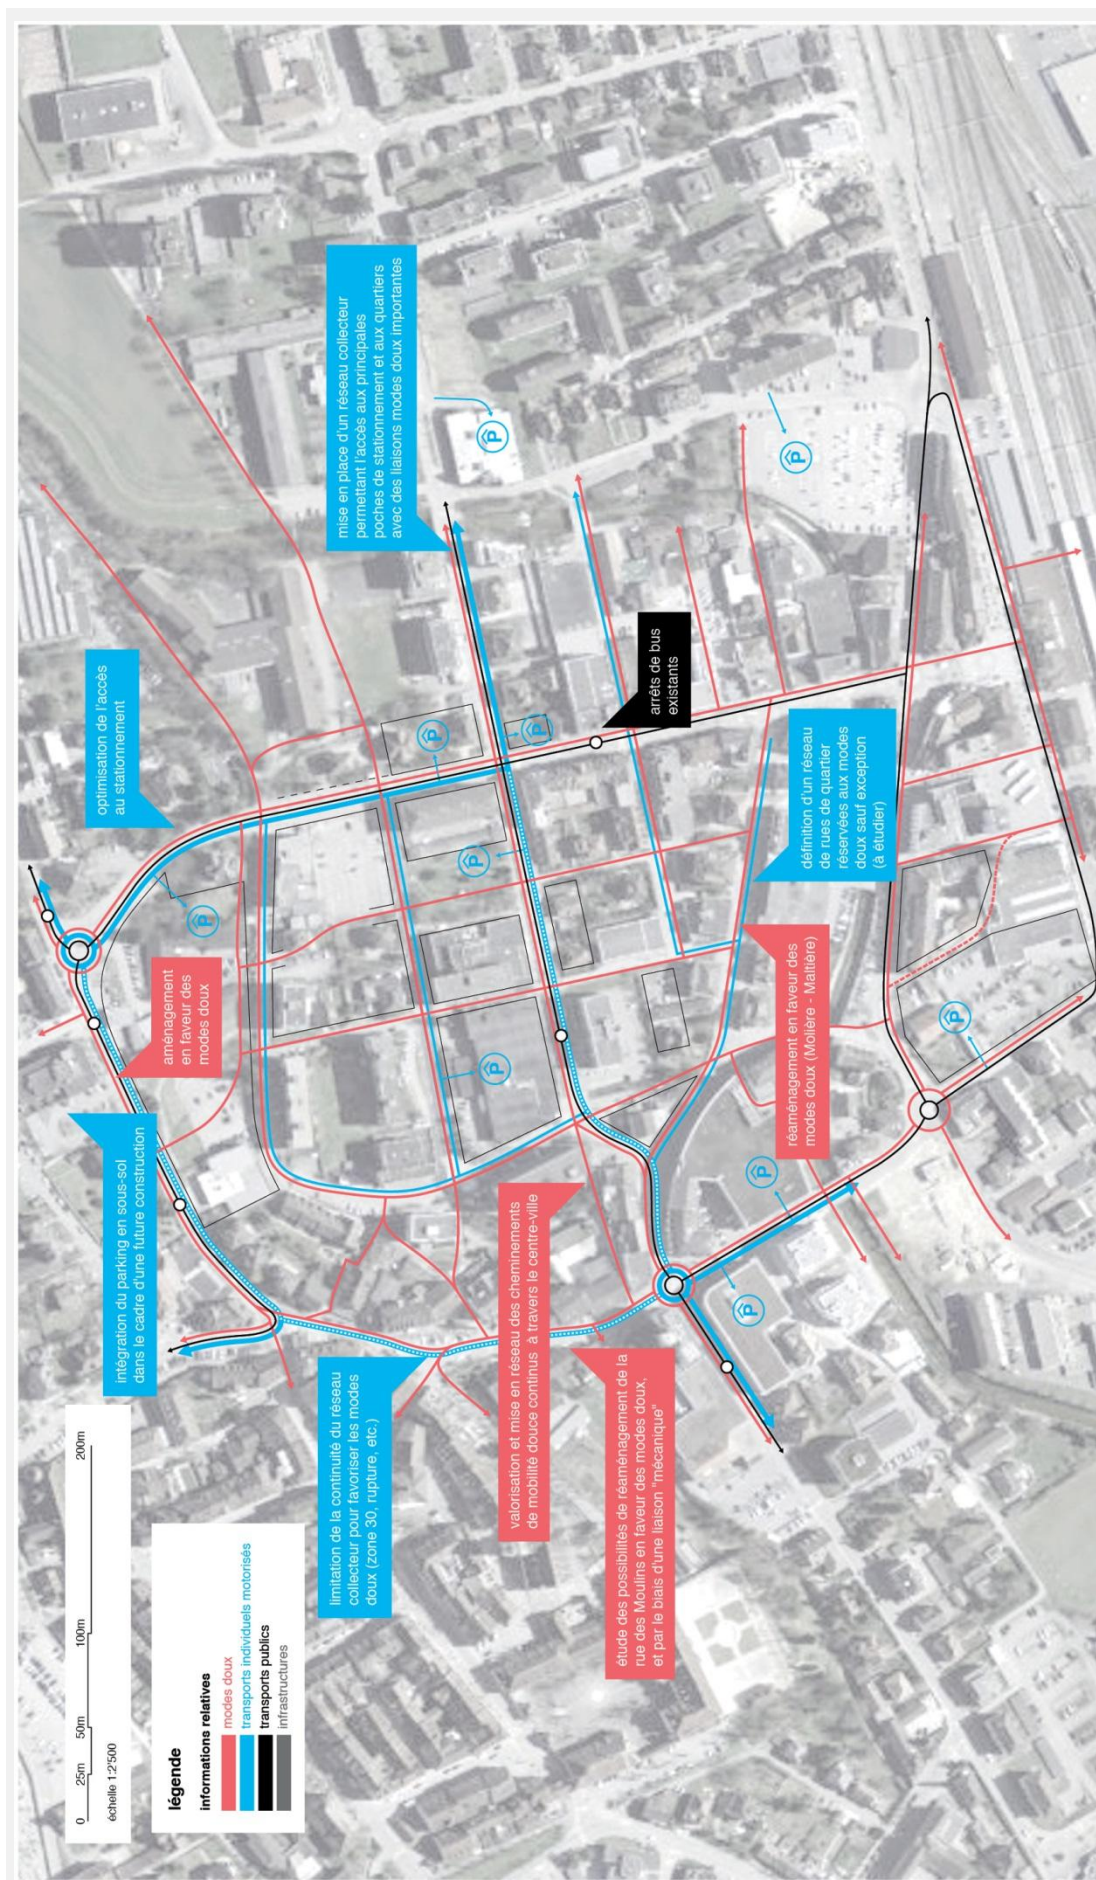 0
25m
50m
100m
200m
échelle 1:2'500
légende
informations relatives
modes doux
transports individuels motorisés
transports publics
infrastructures
intégration du parking en sous-sol
dans le cadre d'une future construction
aménagement
en faveur des
modes doux
optimisation de l'accès
au stationnement
mise en place d'un réseau collecteur
permettant l'accès aux principales
poches de stationnement et aux quartiers
avec des liaisons modes doux importantes
limitation de la continuité du réseau
collecteur pour favoriser les modes
doux (zone 30, rupture, etc.)
valorisation et mise en réseau des cheminements
de mobilité douce continus à travers le centre-ville
étude des possibilités de réaménagement de la
rue des Moulins en faveur des modes doux,
et par le biais d'une liaison "mécanique"
arrêts de bus
existants
réaménagement en faveur des
modes doux (Molière - Maltière)
définition d'un réseau
de rues de quartier
réservées aux modes
doux sauf exception
(à étudier)
P
P
P
P
P
P
P
P
P
P